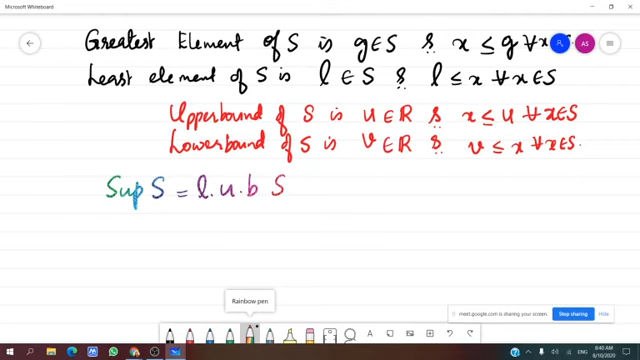 Microsoft Whiteboard
Greatest Element of S is g∈S & x ≤ g ∀x∈S. AS
Least element of S is l ∈ S & l ≤ x ∀ x∈S
Upperbound of S is u∈R & x ≤ u ∀x∈S
Lowerbound of S is v∈R & v ≤ x ∀x∈S.
Sup S = l.u.b S
Rainbow pen
meet.google.com is sharing your screen. Stop sharing Hide
A
8:40 AM
8/10/2020